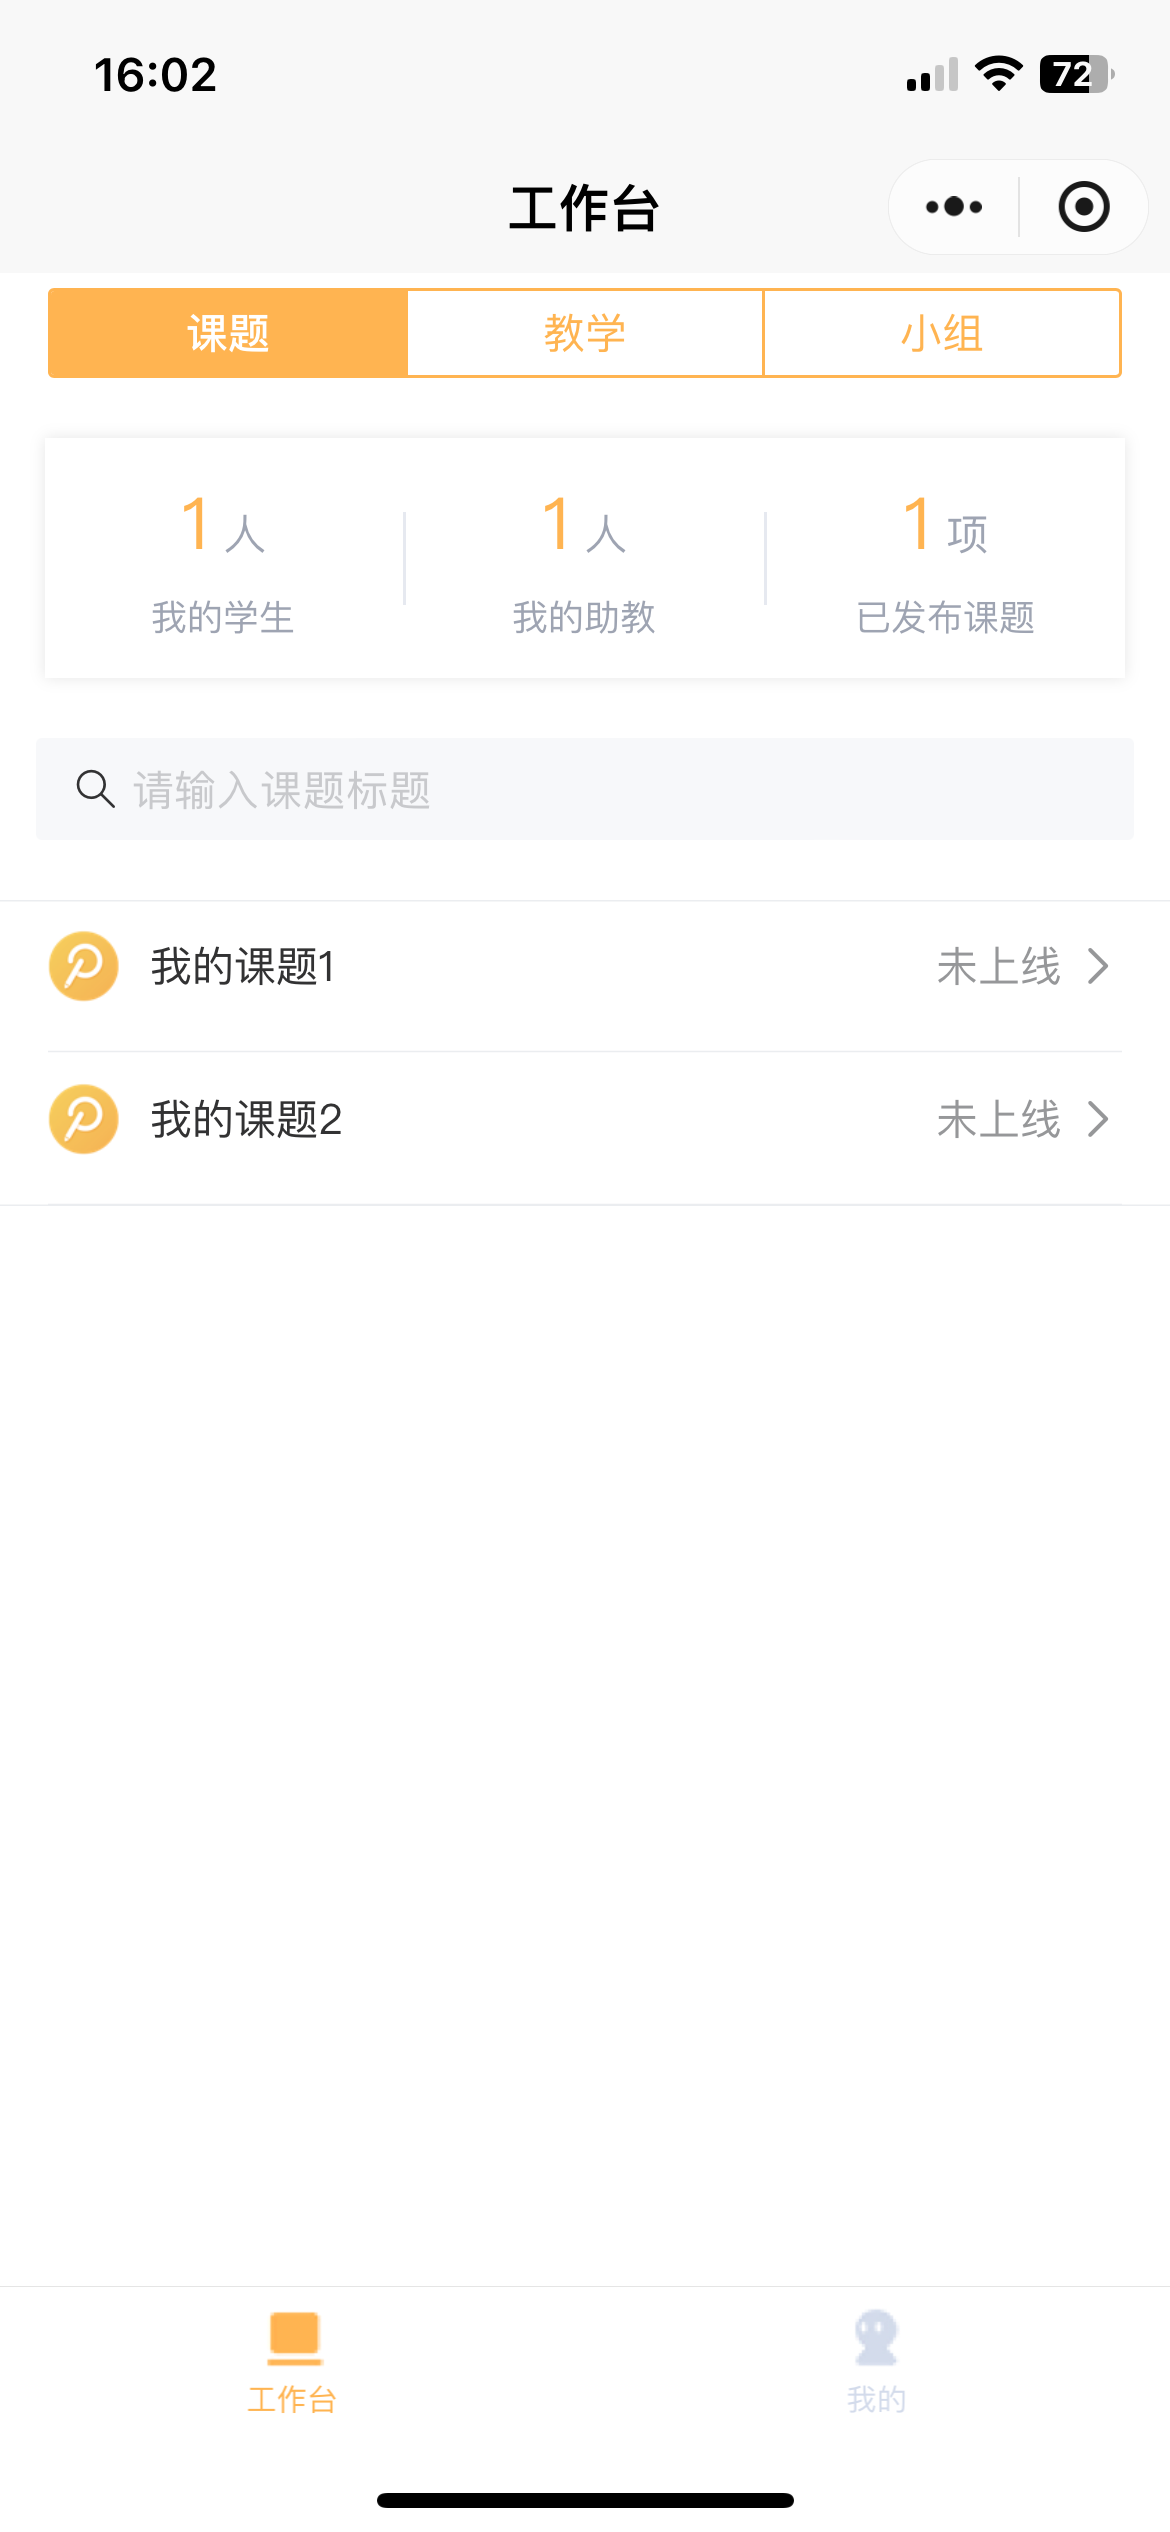 16:02
72
工作台
课题 教学 小组
1人 1人 1项
我的学生 我的助教 已发布课题
请输入课题标题
我的课题1 未上线
我的课题2 未上线
工作台 我的